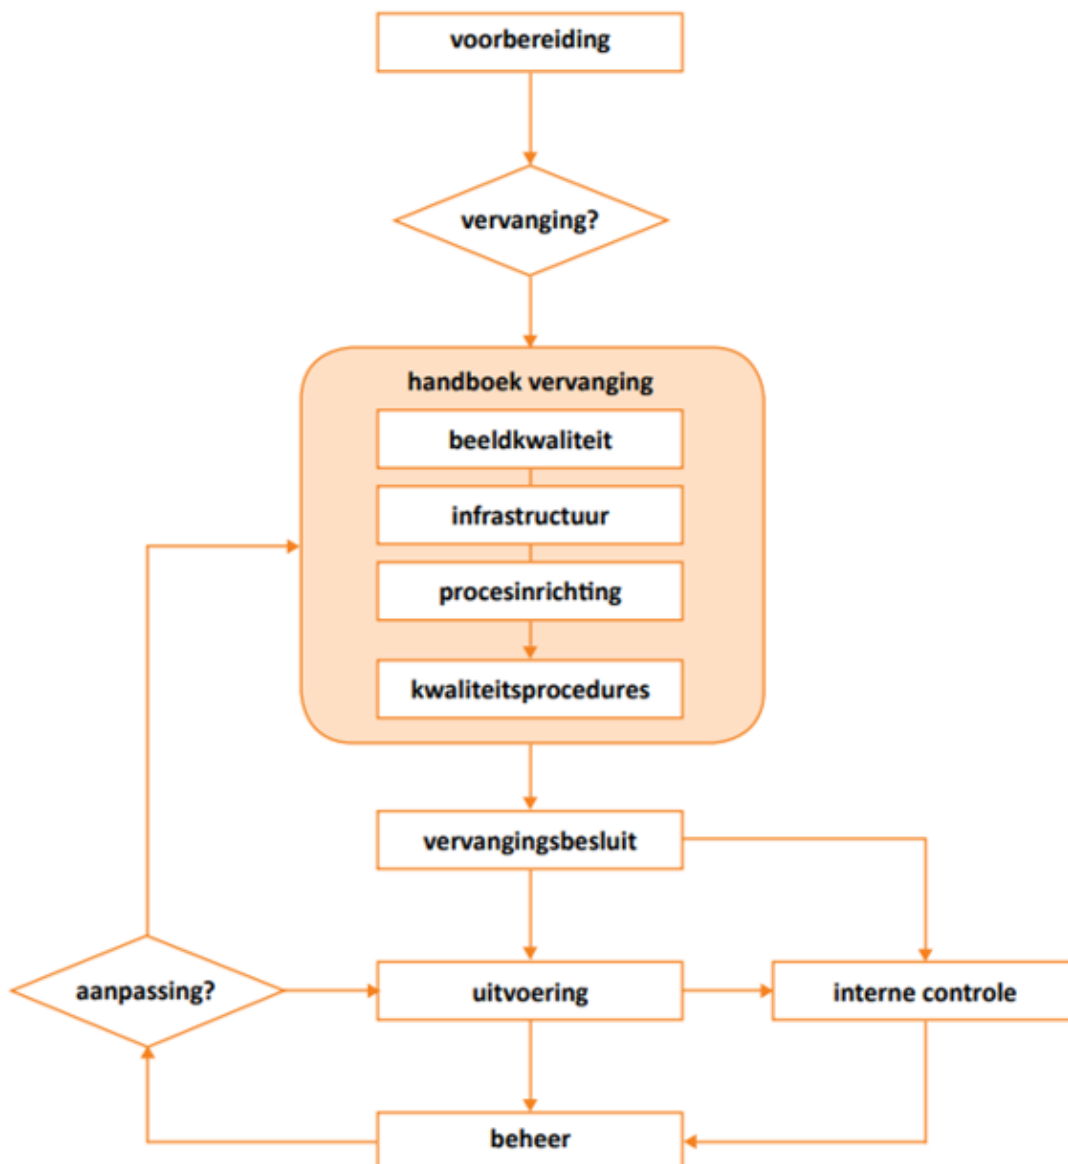 voorbereiding
vervanging?
handboek vervanging
beeldkwaliteit
infrastructuur
procesinrichting
kwaliteitsprocedures
vervangingsbesluit
aanpassing?
uitvoering
interne controle
beheer